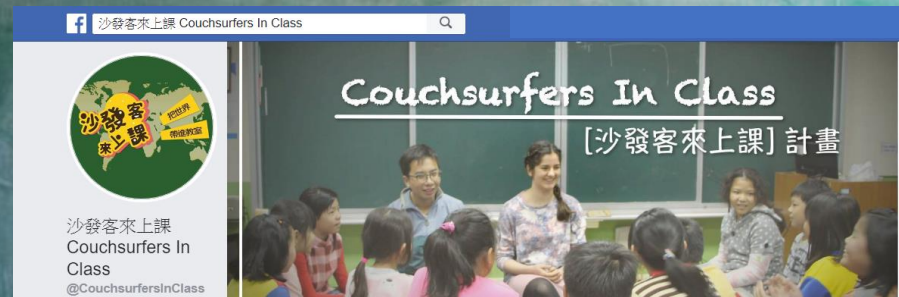 沙發客來上課 Couchsurfers In Class
沙發客
來上課
把世界
帶進教室
沙發客來上課
Couchsurfers In
Class
@CouchsurfersInClass
Couchsurfers In Class
[沙發客來上課] 計畫